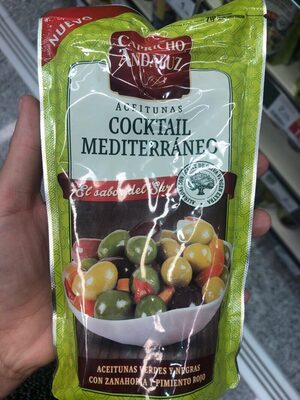 NUEVO
CAPRICHO
ANDALUZ
ACEITUNAS
COCKTAIL
MEDITERRÁNEO
El sabor del Sur
ACEITUNAS VERDES Y NEGRAS
CON ZANAHORIA Y PIMIENTO ROJO